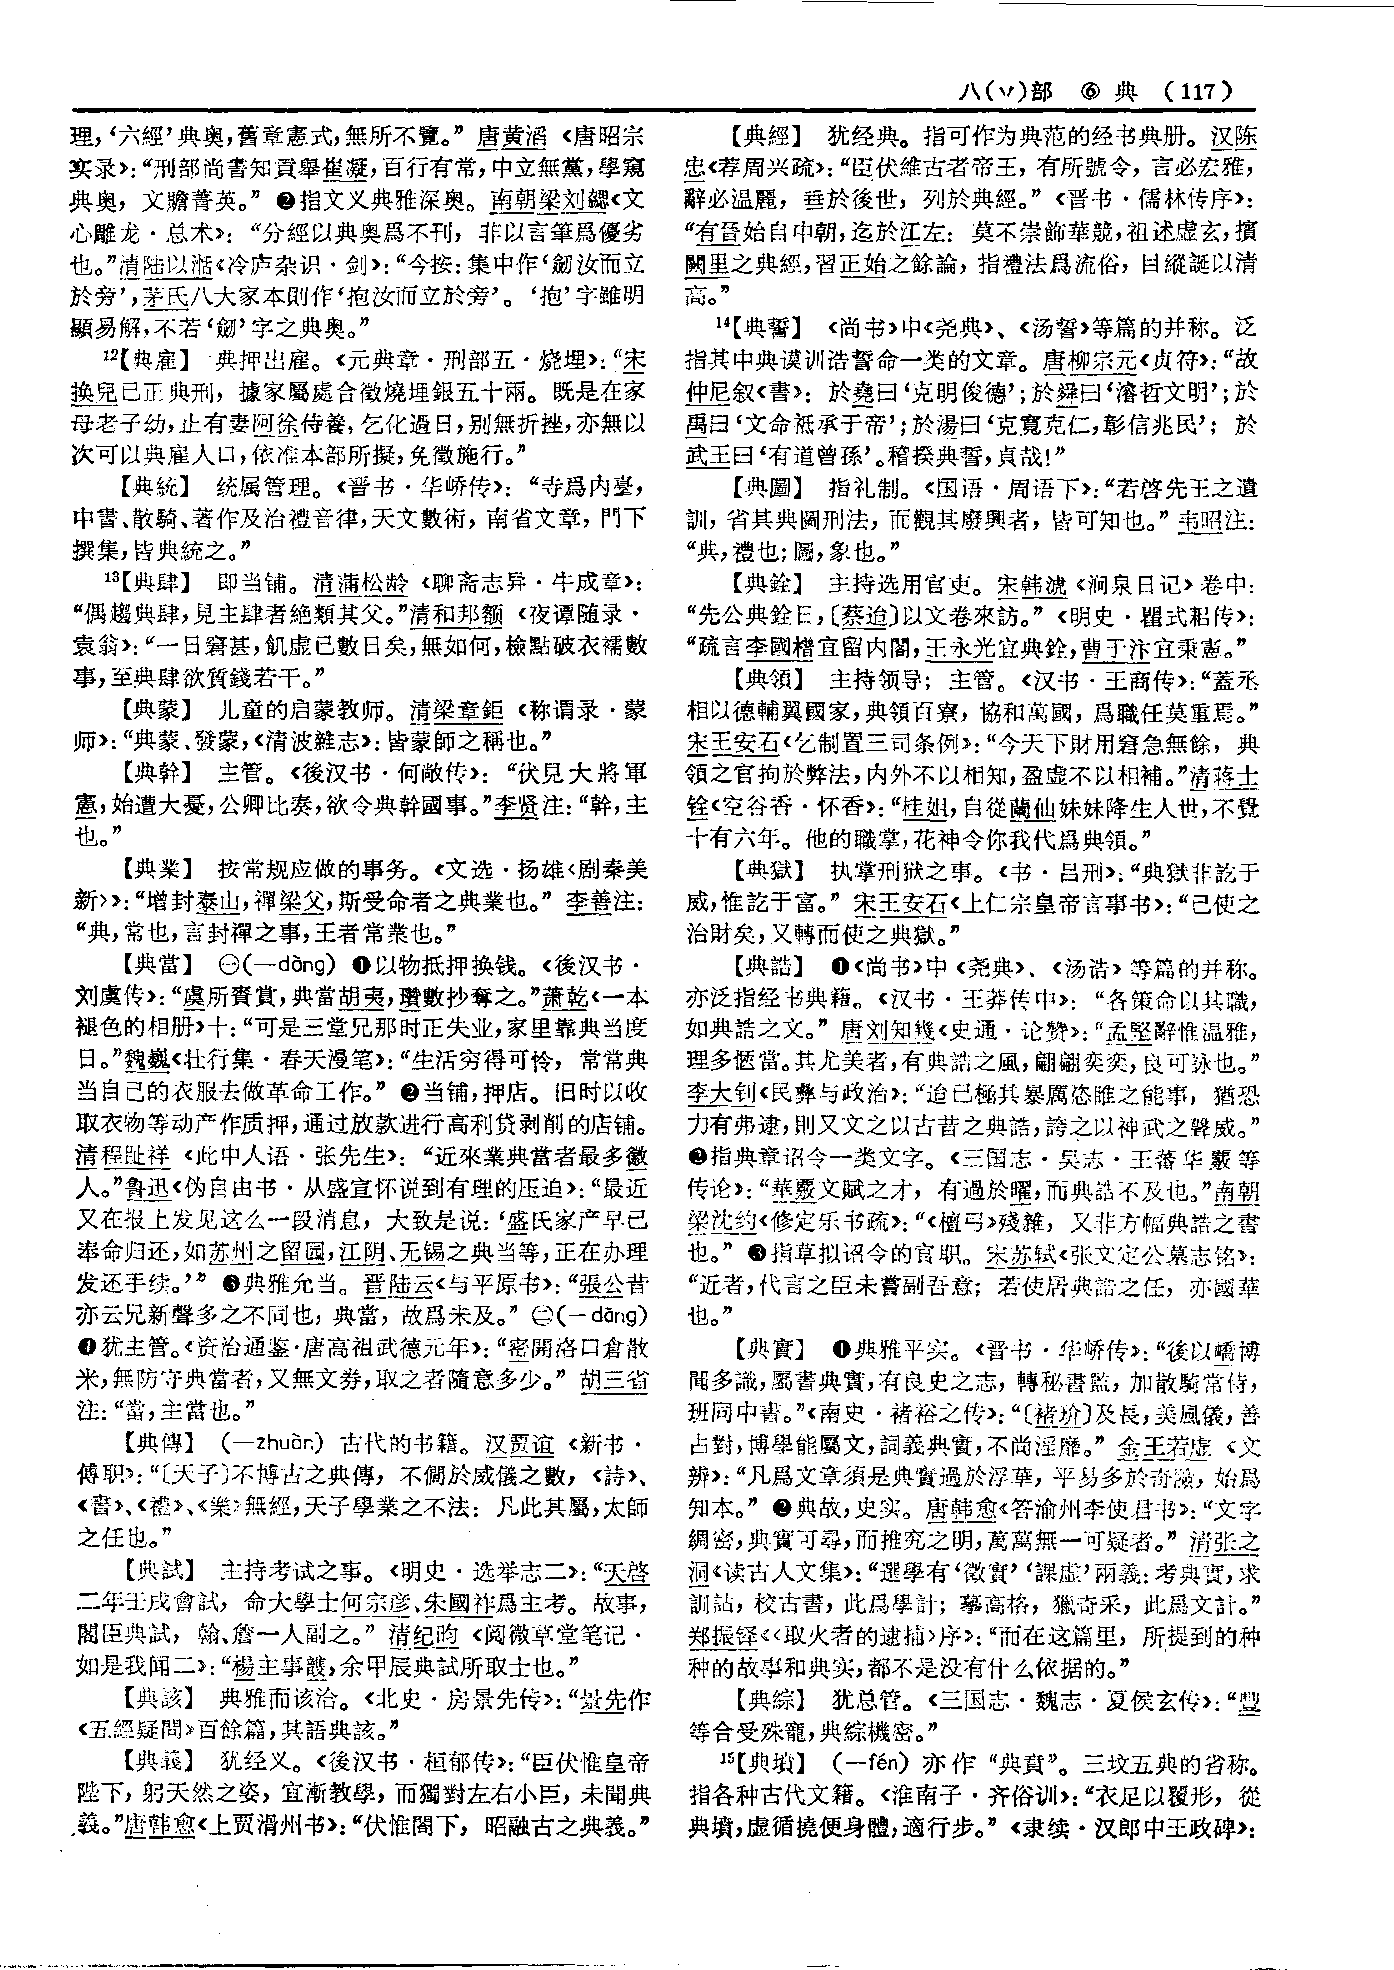 八(丷)部　⑥　典　（117）
理，‘六經’典奥，舊章憲式，無所不覽。”唐黄滔《唐昭宗
实录》：“刑部尚書知貢舉崔凝，百行有常，中立無黨，學窺
典奥，文贍菁英。”❷指文义典雅深奥。南朝梁刘勰《文
心雕龙·总术》：“分經以典奥爲不刊，非以言筆爲優劣
也。”清陆以湉《冷庐杂识·剑》：“今按：集中作‘劒汝而立
於旁’，茅氏八大家本則作‘抱汝而立於旁’。‘抱’字雖明
顯易解，不若‘劒’字之典奥。”
¹²【典雇】　典押出雇。《元典章·刑部五·烧埋》：“宋
换兒已正典刑，據家屬處合徵燒埋銀五十兩。既是在家
母老子幼，止有妻阿徐侍養，乞化過日，别無折挫，亦無以
次可以典雇人口，依准本部所擬，免徵施行。”
【典統】　统属管理。《晋书·华峤传》：“寺爲内臺，
中書、散騎、著作及治禮音律，天文數術，南省文章，門下
撰集，皆典統之。”
¹³【典肆】　即当铺。清蒲松龄《聊斋志异·牛成章》：
“偶趨典肆，見主肆者絶類其父。”清和邦额《夜谭随录·
袁翁》：“一日窘甚，飢虚已數日矣，無如何，檢點破衣襦數
事，至典肆欲質錢若干。”
【典蒙】　儿童的启蒙教师。清梁章鉅《称谓录·蒙
师》：“典蒙、發蒙，《清波雜志》：皆蒙師之稱也。”
【典幹】　主管。《後汉书·何敞传》：“伏見大將軍
憲，始遭大憂，公卿比奏，欲令典幹國事。”李贤注：“幹，主
也。”
【典業】　按常规应做的事务。《文选·扬雄〈剧秦美
新〉》：“增封泰山，禪梁父，斯受命者之典業也。”李善注：
“典，常也，言封禪之事，王者常業也。”
【典當】　㊀(—dàng)　❶以物抵押换钱。《後汉书·
刘虞传》：“虞所賚賞，典當胡夷，瓚數抄奪之。”萧乾《一本
褪色的相册》十：“可是三堂兄那时正失业，家里靠典当度
日。”魏巍《壮行集·春天漫笔》：“生活穷得可怜，常常典
当自己的衣服去做革命工作。”❷当铺，押店。旧时以收
取衣物等动产作质押，通过放款进行高利贷剥削的店铺。
清程趾祥《此中人语·张先生》：“近來業典當者最多徽
人。”鲁迅《伪自由书·从盛宣怀说到有理的压迫》：“最近
又在报上发见这么一段消息，大致是说：‘盛氏家产早已
奉命归还，如苏州之留园，江阴、无锡之典当等，正在办理
发还手续。’”❸典雅允当。晋陆云《与平原书》：“張公昔
亦云兄新聲多之不同也；典當，故爲未及。”㊁(—dāng)
❶犹主管。《资治通鉴·唐高祖武德元年》：“密開洛口倉散
米，無防守典當者，又無文券，取之者隨意多少。”胡三省
注：“當，主當也。”
【典傳】　(—zhuàn)　古代的书籍。汉贾谊《新书·
傅职》：“〔天子〕不博古之典傳，不僩於威儀之數，《詩》、
《書》、《禮》、《樂》無經，天子學業之不法：凡此其屬，太師
之任也。”
【典試】　主持考试之事。《明史·选举志二》：“天啓
二年壬戌會試，命大學士何宗彦、朱國祚爲主考。故事，
閣臣典試，翰、詹一人副之。”清纪昀《阅微草堂笔记·
如是我闻二》：“楊主事頀，余甲辰典試所取士也。”
【典該】　典雅而该洽。《北史·房景先传》：“景先作
《五經疑問》百餘篇，其語典該。”
【典義】　犹经义。《後汉书·桓郁传》：“臣伏惟皇帝
陛下，躬天然之姿，宜漸教學，而獨對左右小臣，未聞典
義。”唐韩愈《上贾滑州书》：“伏惟閣下，昭融古之典義。”
【典經】　犹经典。指可作为典范的经书典册。汉陈
忠《荐周兴疏》：“臣伏維古者帝王，有所號令，言必宏雅，
辭必温麗，垂於後世，列於典經。”《晋书·儒林传序》：
“有晉始自中朝，迄於江左：莫不崇飾華競，祖述虚玄，擯
闕里之典經，習正始之餘論，指禮法爲流俗，目縱誕以清
高。”
¹⁴【典誓】　《尚书》中《尧典》、《汤誓》等篇的并称。泛
指其中典谟训诰誓命一类的文章。唐柳宗元《贞符》：“故
仲尼叙《書》：於堯曰‘克明俊德’；於舜曰‘濬哲文明’；於
禹曰‘文命祗承于帝’；於湯曰‘克寬克仁，彰信兆民’；於
武王曰‘有道曾孫’。稽揆典誓，貞哉！”
【典圖】　指礼制。《国语·周语下》：“若啓先王之遺
訓，省其典圖刑法，而觀其廢興者，皆可知也。”韦昭注：
“典，禮也；圖，象也。”
【典銓】　主持选用官吏。宋韩淲《涧泉日记》卷中：
“先公典銓日，〔蔡迨〕以文卷來訪。”《明史·瞿式耜传》：
“疏言李國𣚴宜留内閣，王永光宜典銓，曹于汴宜秉憲。”
【典領】　主持领导；主管。《汉书·王商传》：“蓋丞
相以德輔翼國家，典領百寮，協和萬國，爲職任莫重焉。”
宋王安石《乞制置三司条例》：“今天下財用窘急無餘，典
領之官拘於弊法，内外不以相知，盈虚不以相補。”清蒋士
铨《空谷香·怀香》：“桂姐，自從蘭仙妹妹降生人世，不覺
十有六年。他的職掌，花神令你我代爲典領。”
【典獄】　执掌刑狱之事。《书·吕刑》：“典獄非訖于
威，惟訖于富。”宋王安石《上仁宗皇帝言事书》：“已使之
治財矣，又轉而使之典獄。”
【典誥】　❶《尚书》中《尧典》、《汤诰》等篇的并称。
亦泛指经书典籍。《汉书·王莽传中》：“各策命以其職，
如典誥之文。”唐刘知幾《史通·论赞》：“孟堅辭惟温雅，
理多愜當。其尤美者，有典誥之風，翩翩奕奕，良可詠也。”
李大钊《民彝与政治》：“迨已極其暴厲恣睢之能事，猶恐
力有弗逮，則又文之以古昔之典誥，誇之以神武之聲威。”
❷指典章诏令一类文字。《三国志·吴志·王蕃华覈等
传论》：“華覈文賦之才，有過於曜，而典誥不及也。”南朝
梁沈约《修定乐书疏》：“《檀弓》殘雜，又非方幅典誥之書
也。”❸指草拟诏令的官职。宋苏轼《张文定公墓志铭》：
“近者，代言之臣未嘗副吾意；若使居典誥之任，亦國華
也。”
【典實】　❶典雅平实。《晋书·华峤传》：“後以嶠博
聞多識，屬書典實，有良史之志，轉秘書監，加散騎常侍，
班同中書。”《南史·褚裕之传》：“〔褚玠〕及長，美風儀，善
占對，博學能屬文，詞義典實，不尚淫靡。”金王若虚《文
辨》：“凡爲文章須是典實過於浮華，平易多於奇險，始爲
知本。”❷典故，史实。唐韩愈《答渝州李使君书》：“文字
綢密，典實可尋，而推究之明，萬萬無一可疑者。”清张之
洞《读古人文集》：“選學有‘徵實’‘課虚’兩義：考典實，求
訓詁，校古書，此爲學計；摹高格，獵奇采，此爲文計。”
郑振铎《〈取火者的逮捕〉序》：“而在这篇里，所提到的种
种的故事和典实，都不是没有什么依据的。”
【典綜】　犹总管。《三国志·魏志·夏侯玄传》：“豐
等合受殊寵，典綜機密。”
¹⁵【典墳】　(—fén)　亦作“典賁”。三坟五典的省称。
指各种古代文籍。《淮南子·齐俗训》：“衣足以覆形，從
典墳，虚循撓便身體，適行步。”《隶续·汉郎中王政碑》：